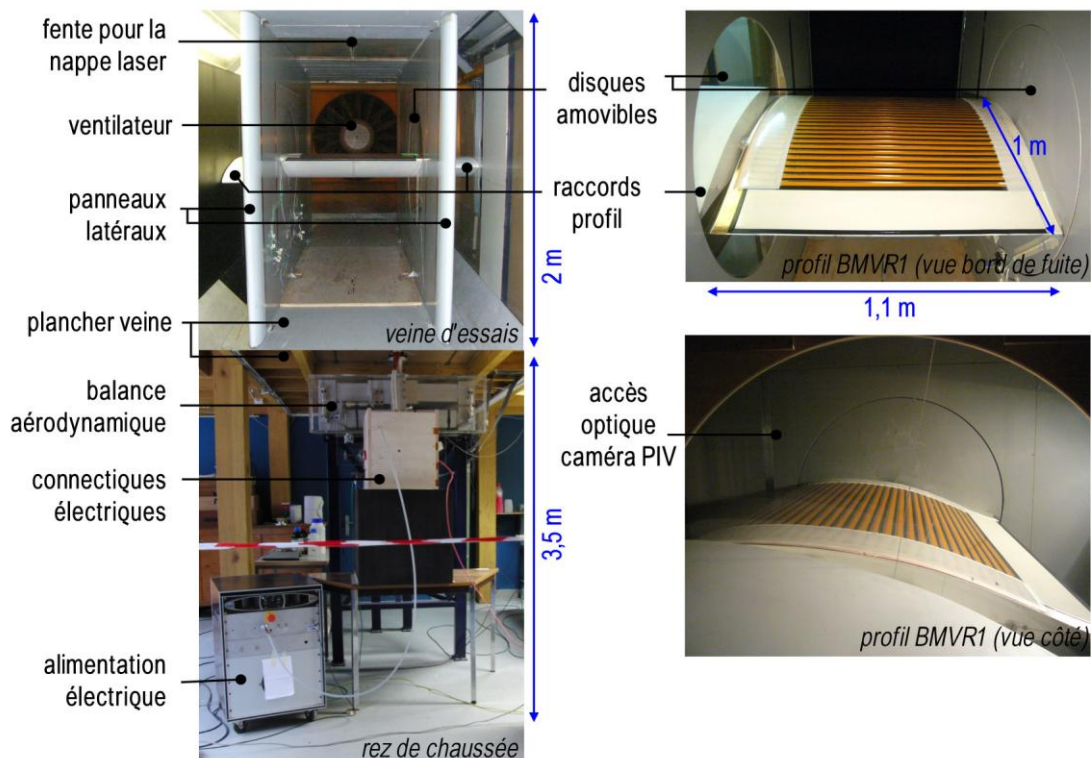 fente pour la
nappe laser
ventilateur
panneaux
latéraux
plancher veine
balance
aérodynamique
connectiques
électriques
alimentation
électrique
veine d'essais
rez de chaussée
2 m
3,5 m
disques
amovibles
raccords
profil
1 m
profil BMVR1 (vue bord de fuite)
1,1 m
accès
optique
caméra PIV
profil BMVR1 (vue côté)